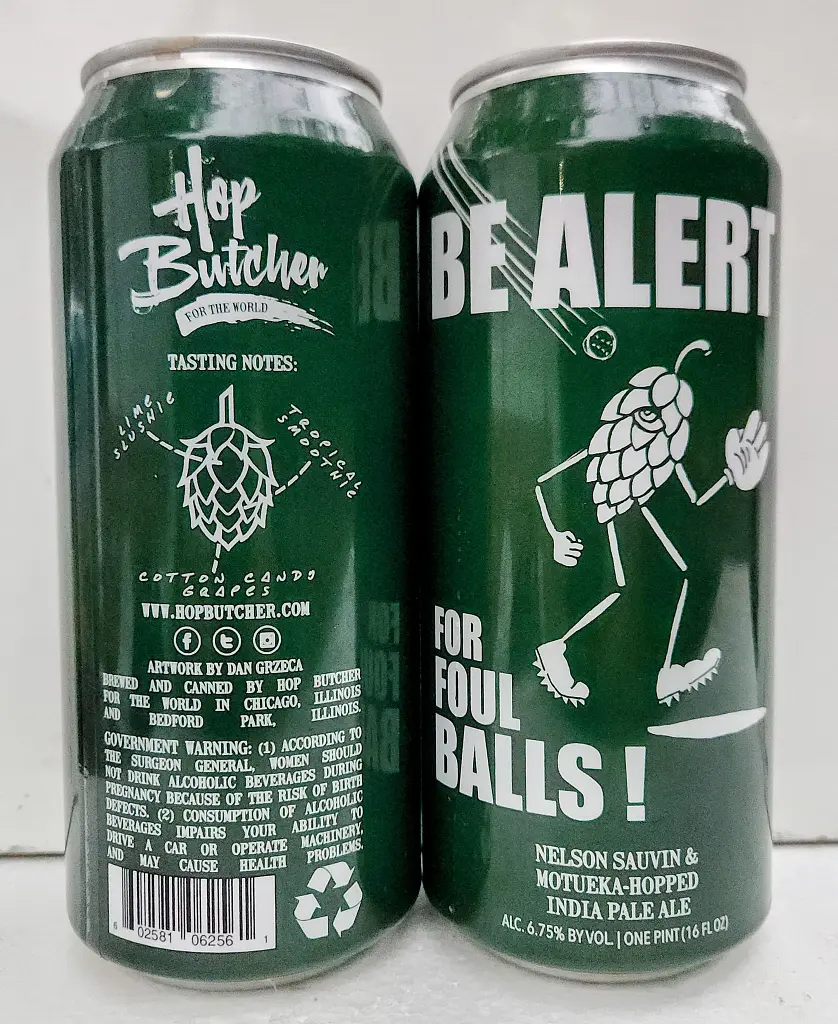 Hop
Butcher
FOR THE WORLD
TASTING NOTES:
LIME
SLUSHIE
TROPICAL
SMOOTHIE
COTTON CANDY
GRAPES
WWW.HOPBUTCHER.COM
ARTWORK BY DAN GRZECA
BREWED AND CANNED BY HOP BUTCHER
FOR THE WORLD IN CHICAGO, ILLINOIS
AND BEDFORD PARK, ILLINOIS.
GOVERNMENT WARNING: (1) ACCORDING TO
THE SURGEON GENERAL, WOMEN SHOULD
NOT DRINK ALCOHOLIC BEVERAGES DURING
PREGNANCY BECAUSE OF THE RISK OF BIRTH
DEFECTS. (2) CONSUMPTION OF ALCOHOLIC
BEVERAGES IMPAIRS YOUR ABILITY TO
DRIVE A CAR OR OPERATE MACHINERY,
AND MAY CAUSE HEALTH PROBLEMS.
6 02581 06256 1
BE ALERT
FOR
FOUL
BALLS!
NELSON SAUVIN &
MOTUEKA-HOPPED
INDIA PALE ALE
ALC. 6.75% BY VOL. | ONE PINT (16 FL OZ)